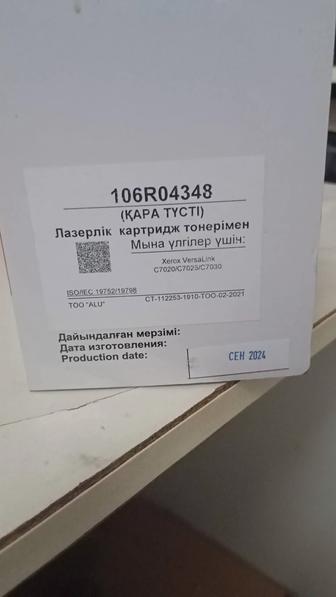 106R04348
(ҚАРА ТҮСТІ)
Лазерлік картридж тонерімен
Мына үлгілер үшін:
Xerox VersaLink
C7020/C7025/C7030
ISO/IEC 19752/19798
ТОО "ALU"
СТ-112253-1910-ТОО-02-2021
Дайындалған мерзімі:
Дата изготовления:
Production date:
СЕН 2024